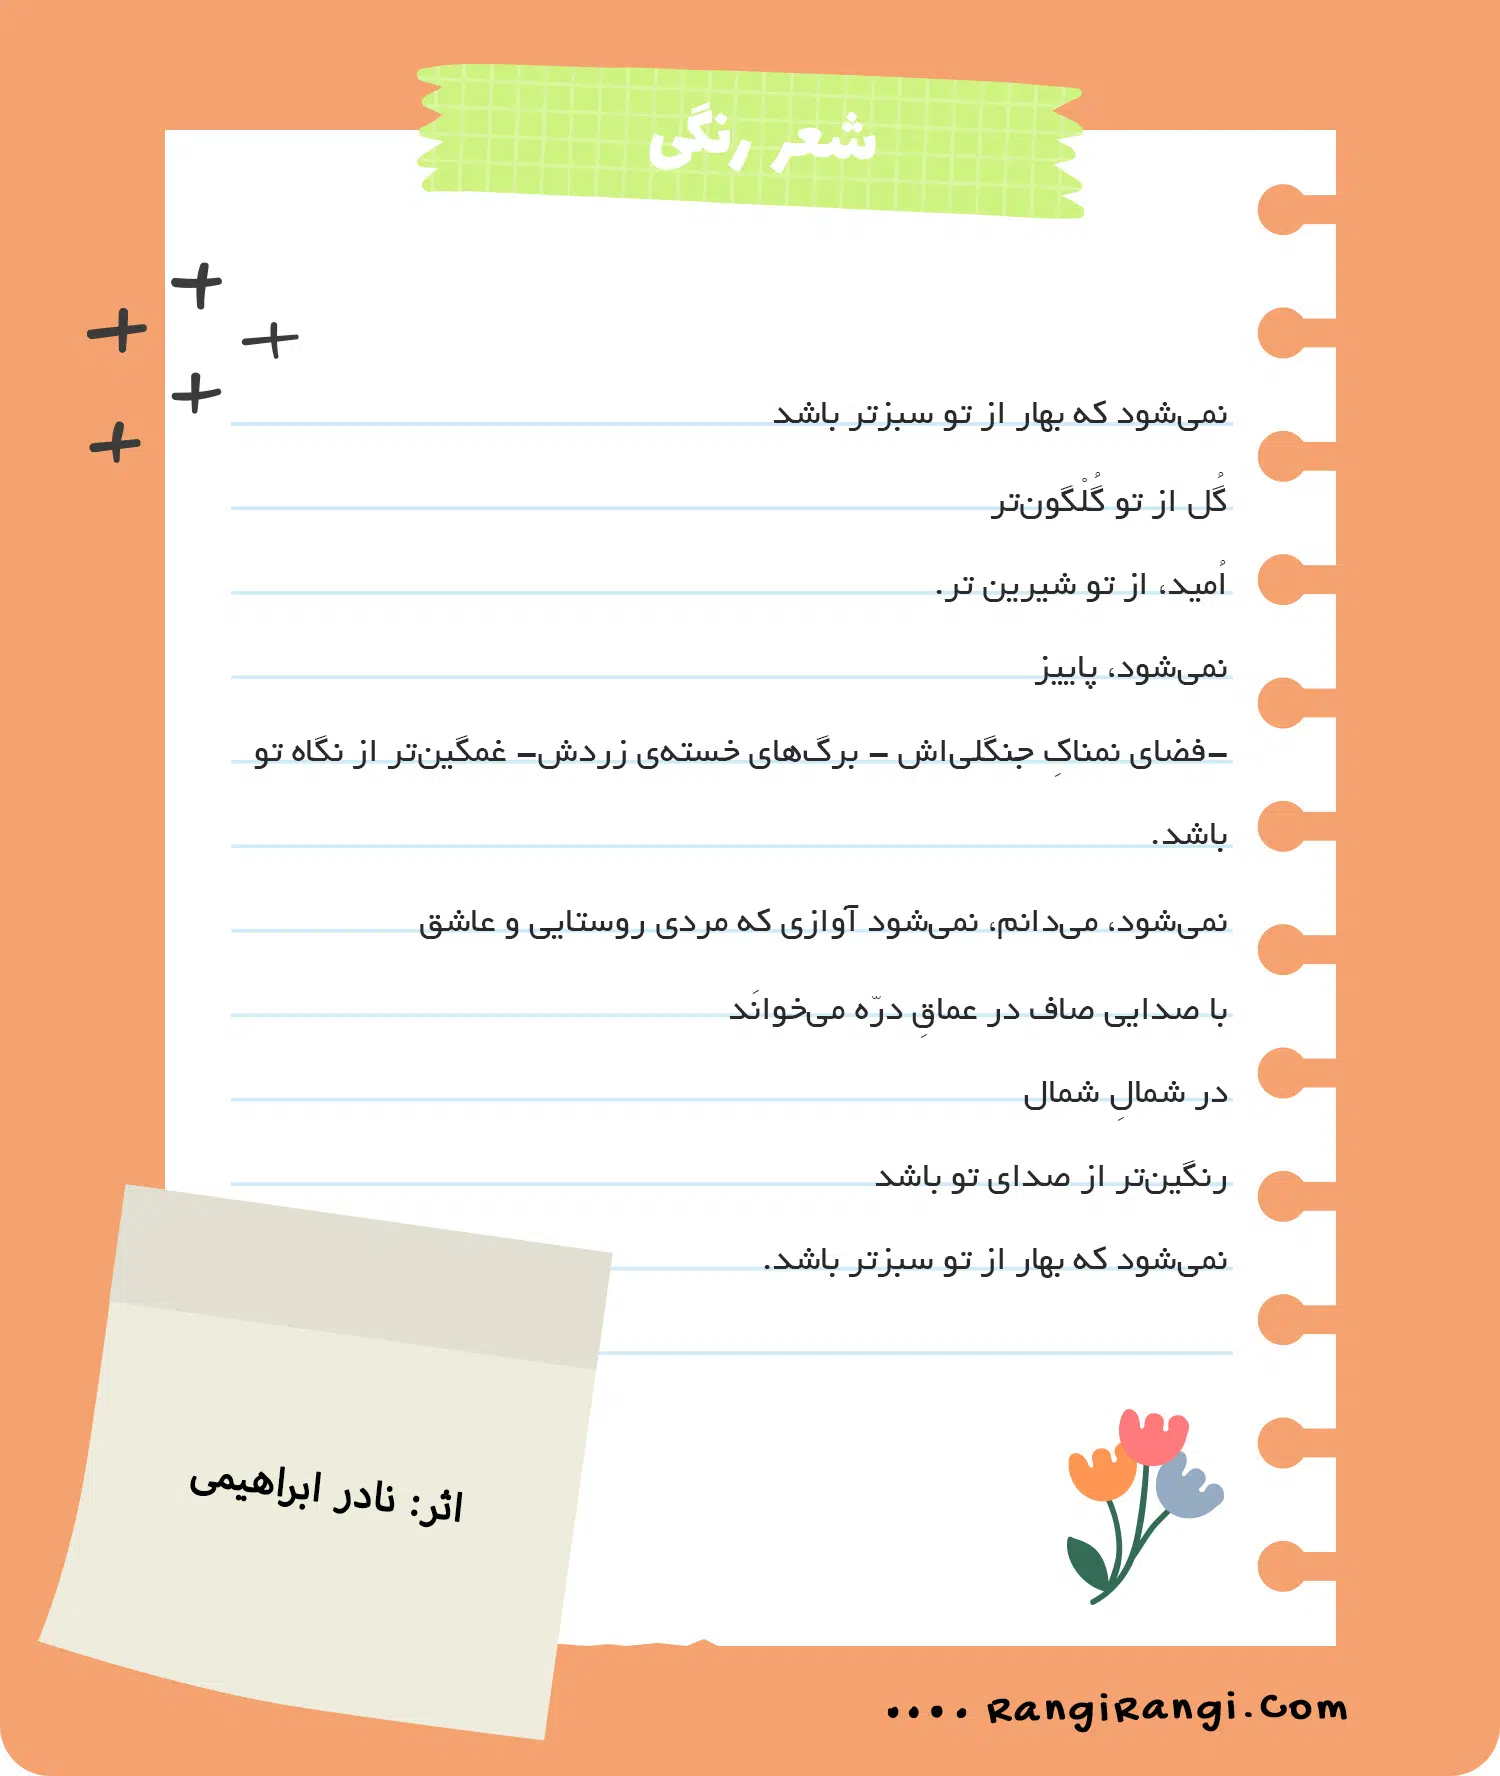 شعر رنگی
نمی‌شود که بهار از تو سبزتر باشد
گُل از تو گُلْگون‌تر
اُمید، از تو شیرین تر.
نمی‌شود، پاییز
–فضای نمناکِ جنگلی‌اش – برگ‌های خسته‌ی زردش– غمگین‌تر از نگاه تو
باشد.
نمی‌شود، می‌دانم، نمی‌شود آوازی که مردی روستایی و عاشق
با صدایی صاف در عماقِ درّه می‌خوانَد
در شمالِ شمال
رنگین‌تر از صدای تو باشد
نمی‌شود که بهار از تو سبزتر باشد.
اثر: نادر ابراهیمی
.... RangiRangi.Com